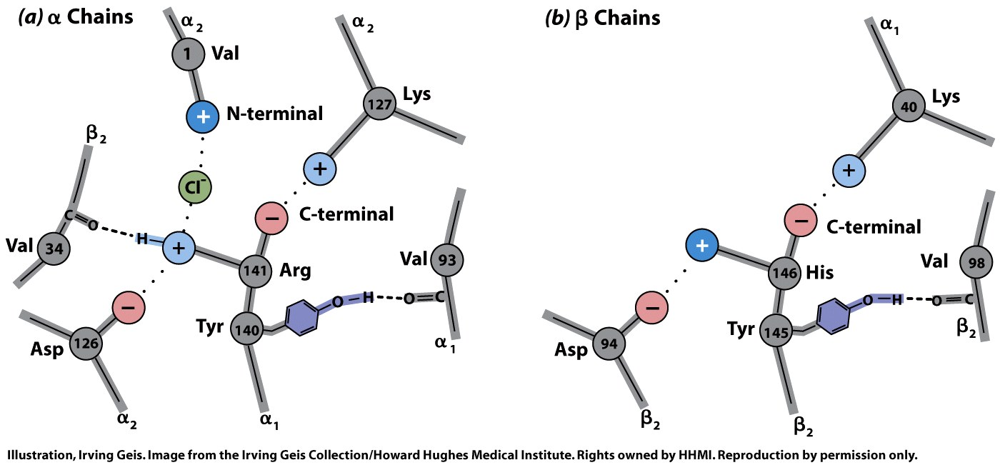 (a) α Chains
α2
1 Val
+ N-terminal
Cl−
β2
C
O
H
+
Val 34
−
Asp 126
α2
α2
127 Lys
+
− C-terminal
141 Arg
Tyr 140
O H O C
Val 93
α1
α1
(b) β Chains
α1
40 Lys
+
− C-terminal
+
146 His
−
Asp 94
β2
Tyr 145
O H O C
Val 98
β2
β2
Illustration, Irving Geis. Image from the Irving Geis Collection/Howard Hughes Medical Institute. Rights owned by HHMI. Reproduction by permission only.